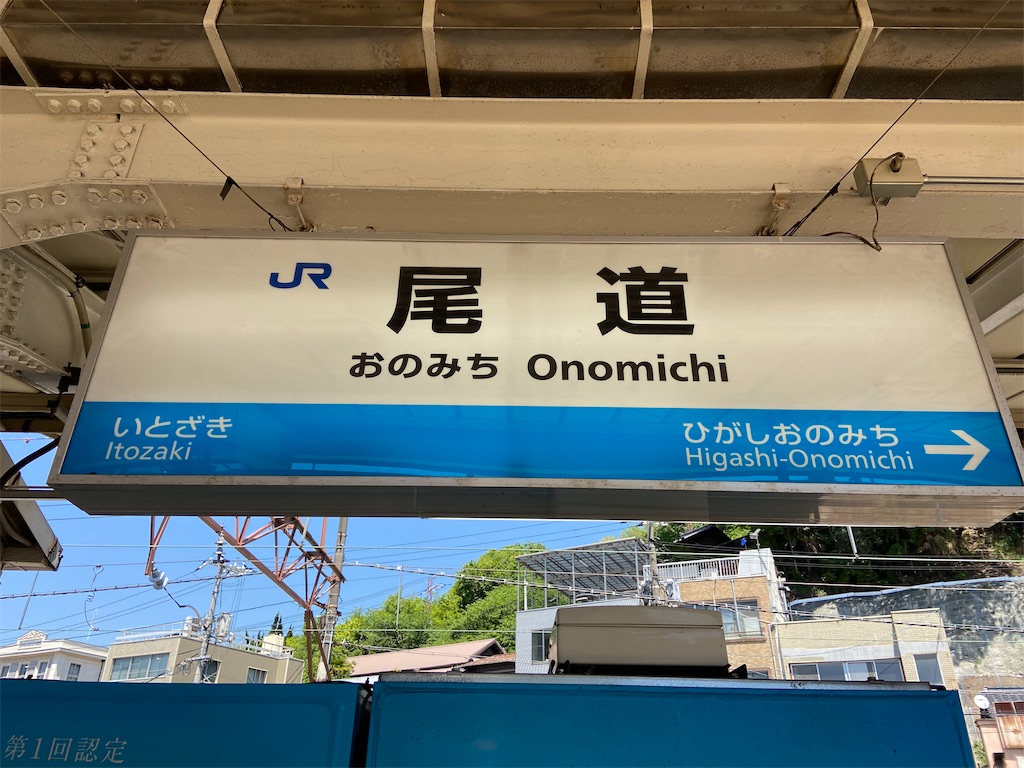 JR 尾道
おのみち Onomichi
いとざき
Itozaki
ひがしおのみち
Higashi-Onomichi
第1回認定